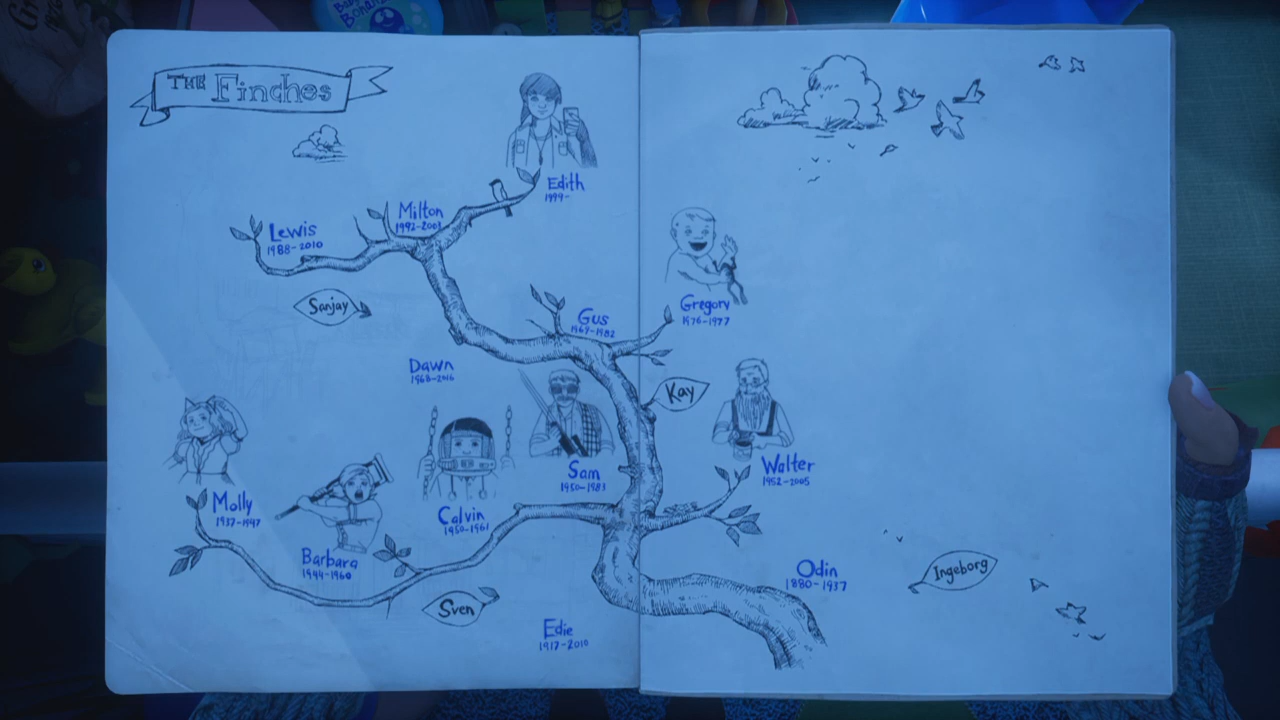 THE Finches
Edith
1999-
Milton
1992-2003
Lewis
1988-2010
Sanjay
Gregory
1976-1977
Gus
1969-1982
Dawn
1968-2016
Kay
Sam
1950-1983
Walter
1952-2005
Molly
1937-1947
Calvin
1950-1961
Barbara
1944-1960
Odin
1880-1937
Ingeborg
Sven
Edie
1917-2010